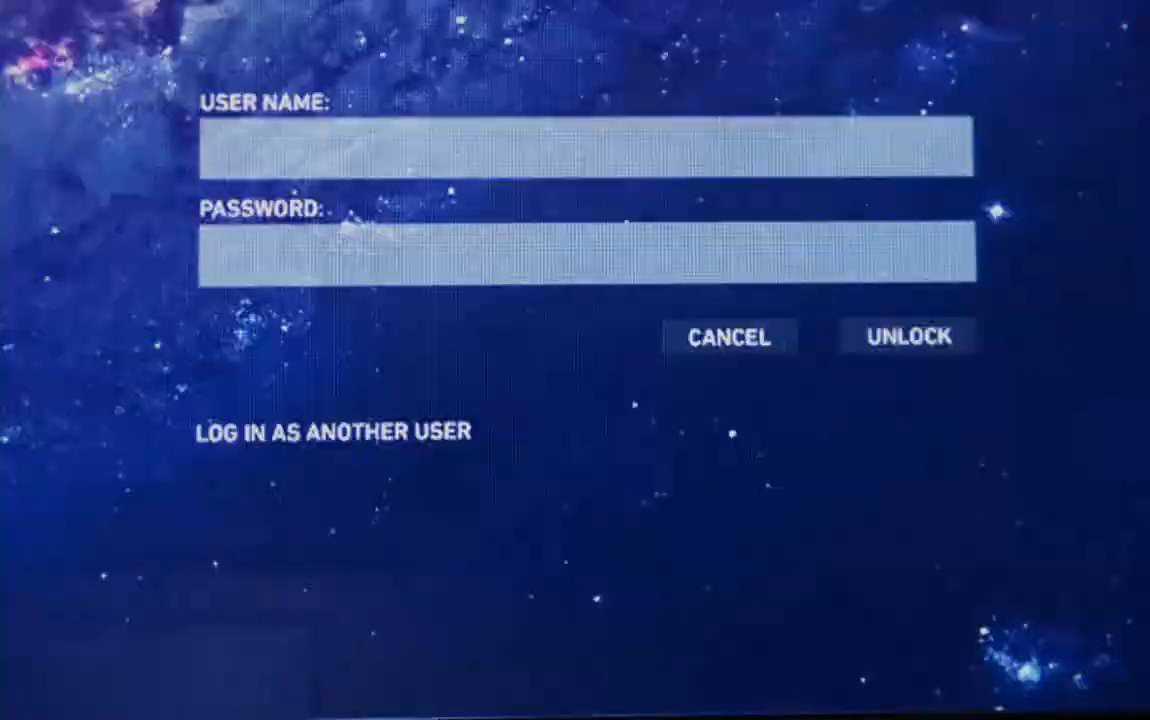 USER NAME:
PASSWORD:
CANCEL
UNLOCK
LOG IN AS ANOTHER USER